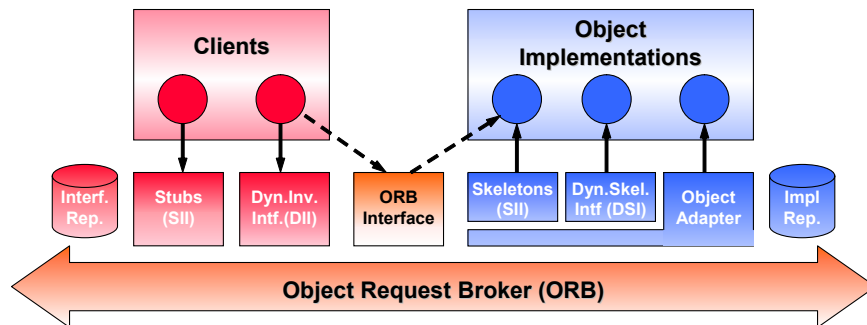 Clients
Object
Implementations
Interf.
Rep.
Stubs
(SII)
Dyn.Inv.
Intf.(DII)
ORB
Interface
Skeletons
(SII)
Dyn.Skel.
Intf (DSI)
Object
Adapter
Impl
Rep.
Object Request Broker (ORB)